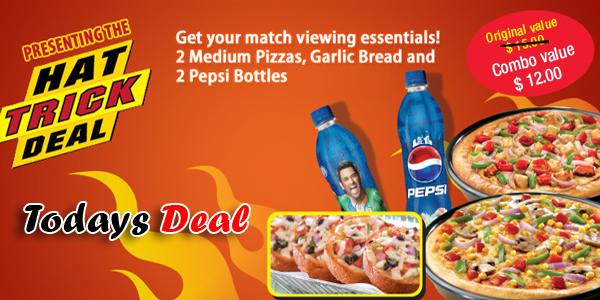 PRESENTING THE
HAT
TRICK
DEAL
Get your match viewing essentials!
2 Medium Pizzas, Garlic Bread and
2 Pepsi Bottles
Original value
$ 15.00
Combo value
$ 12.00
PEPSI
Todays Deal